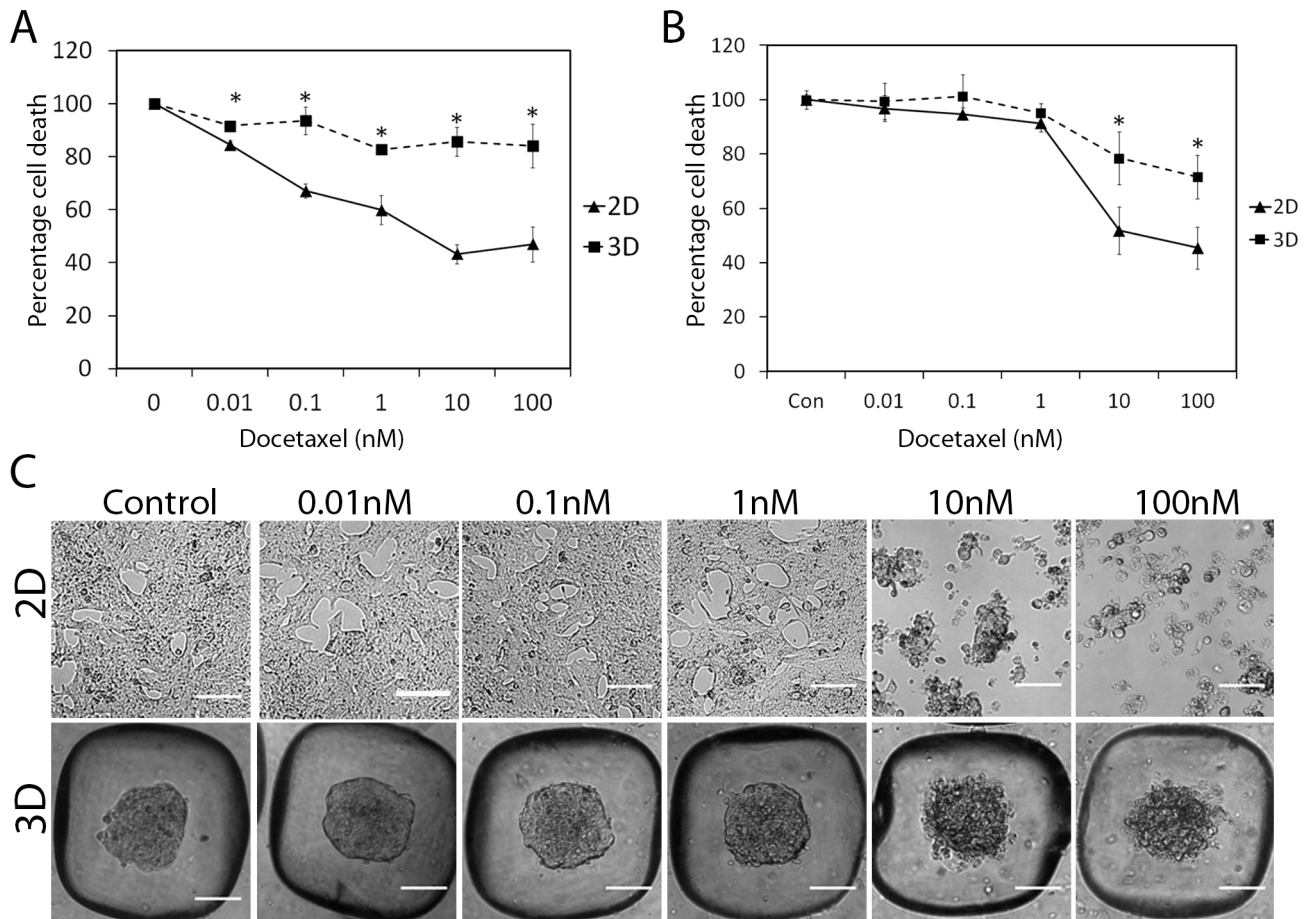 A
120
100
80
60
40
20
0
Percentage cell death
* * * * *
0 0.01 0.1 1 10 100
Docetaxel (nM)
2D
3D
B
120
100
80
60
40
20
0
Percentage cell death
* *
Con 0.01 0.1 1 10 100
Docetaxel (nM)
2D
3D
C
Control 0.01nM 0.1nM 1nM 10nM 100nM
2D
3D